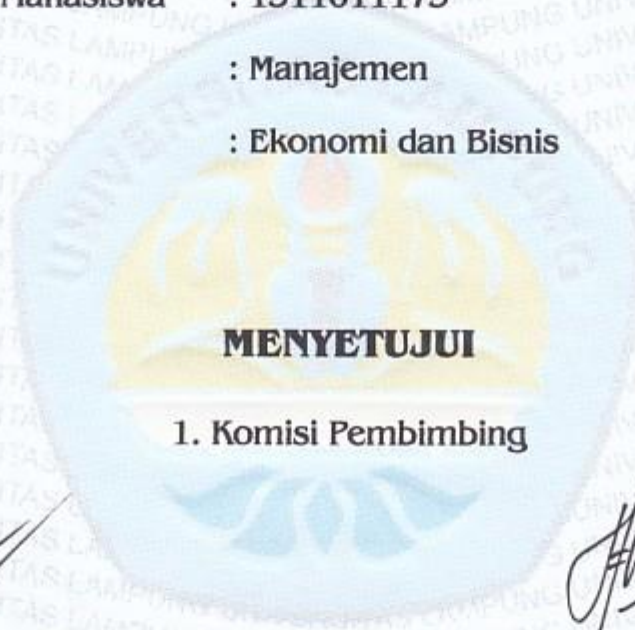 : Manajemen
: Ekonomi dan Bisnis
MENYETUJUI
1. Komisi Pembimbing